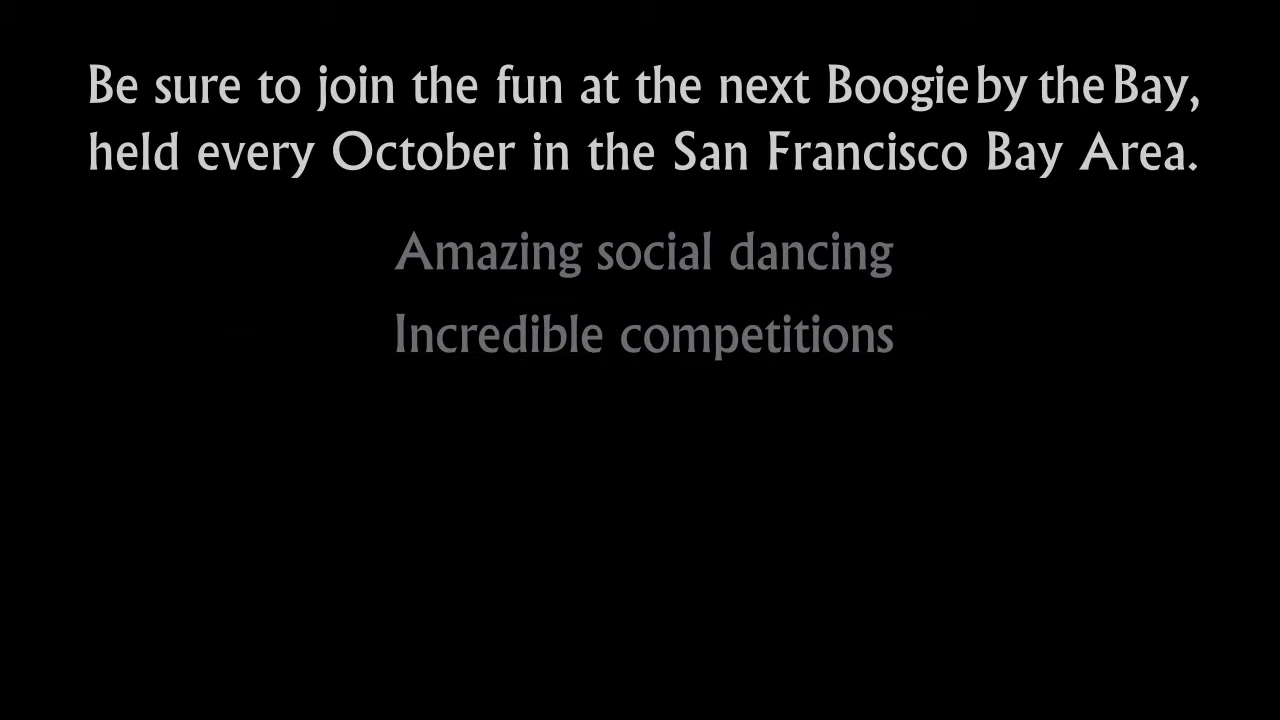 Be sure to join the fun at the next Boogie by the Bay,
held every October in the San Francisco Bay Area.
Amazing social dancing
Incredible competitions